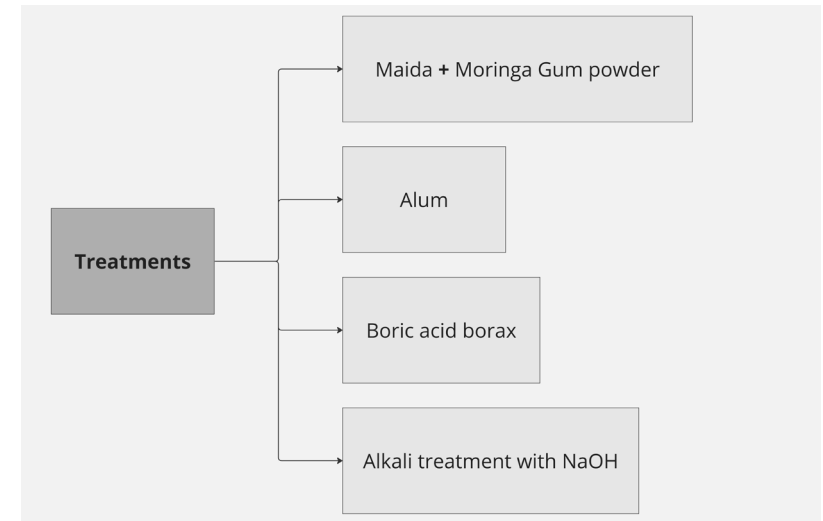 Maida + Moringa Gum powder
Alum
Treatments
Boric acid borax
Alkali treatment with NaOH